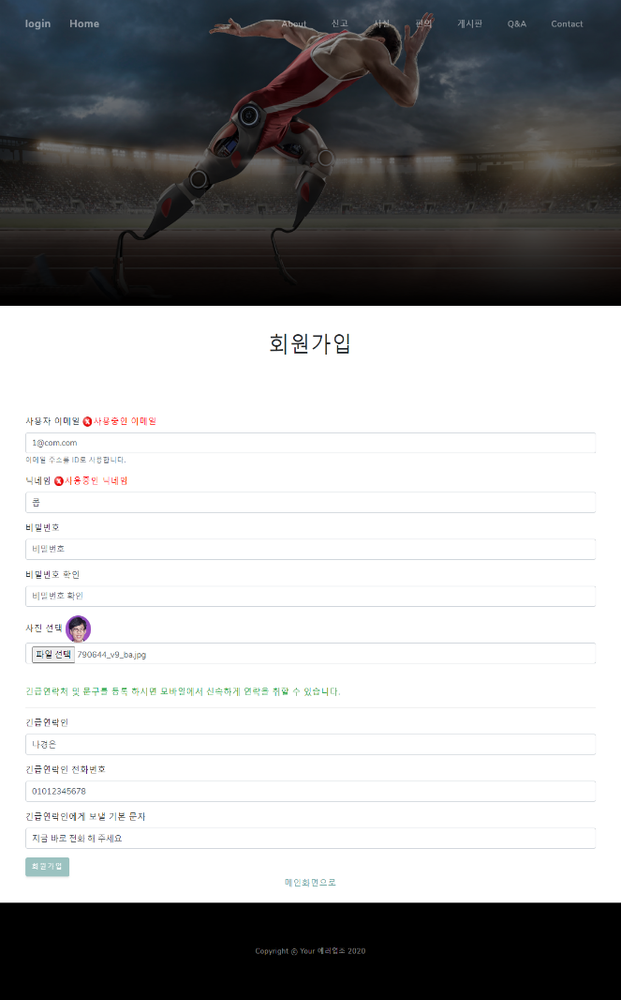 login Home About 신고 시설 편의 게시판 Q&A Contact
회원가입
사용자 이메일 사용중인 이메일
1@com.com
이메일 주소를 ID로 사용합니다.
닉네임 사용중인 닉네임
콤
비밀번호
비밀번호
비밀번호 확인
비밀번호 확인
사진 선택
파일 선택 790644_v9_ba.jpg
긴급연락처 및 문구를 등록 하시면 모바일에서 신속하게 연락을 취할 수 있습니다.
긴급연락인
나경은
긴급연락인 전화번호
01012345678
긴급연락인에게 보낼 기본 문자
지금 바로 전화 해 주세요
회원가입
메인화면으로
Copyright © Your 에러업소 2020